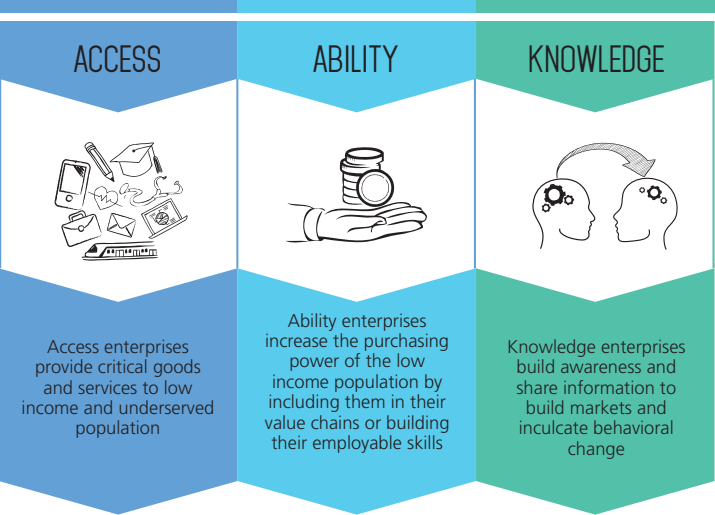 ACCESS
ABILITY
KNOWLEDGE
Access enterprises
provide critical goods
and services to low
income and underserved
population
Ability enterprises
increase the purchasing
power of the low
income population by
including them in their
value chains or building
their employable skills
Knowledge enterprises
build awareness and
share information to
build markets and
inculcate behavioral
change